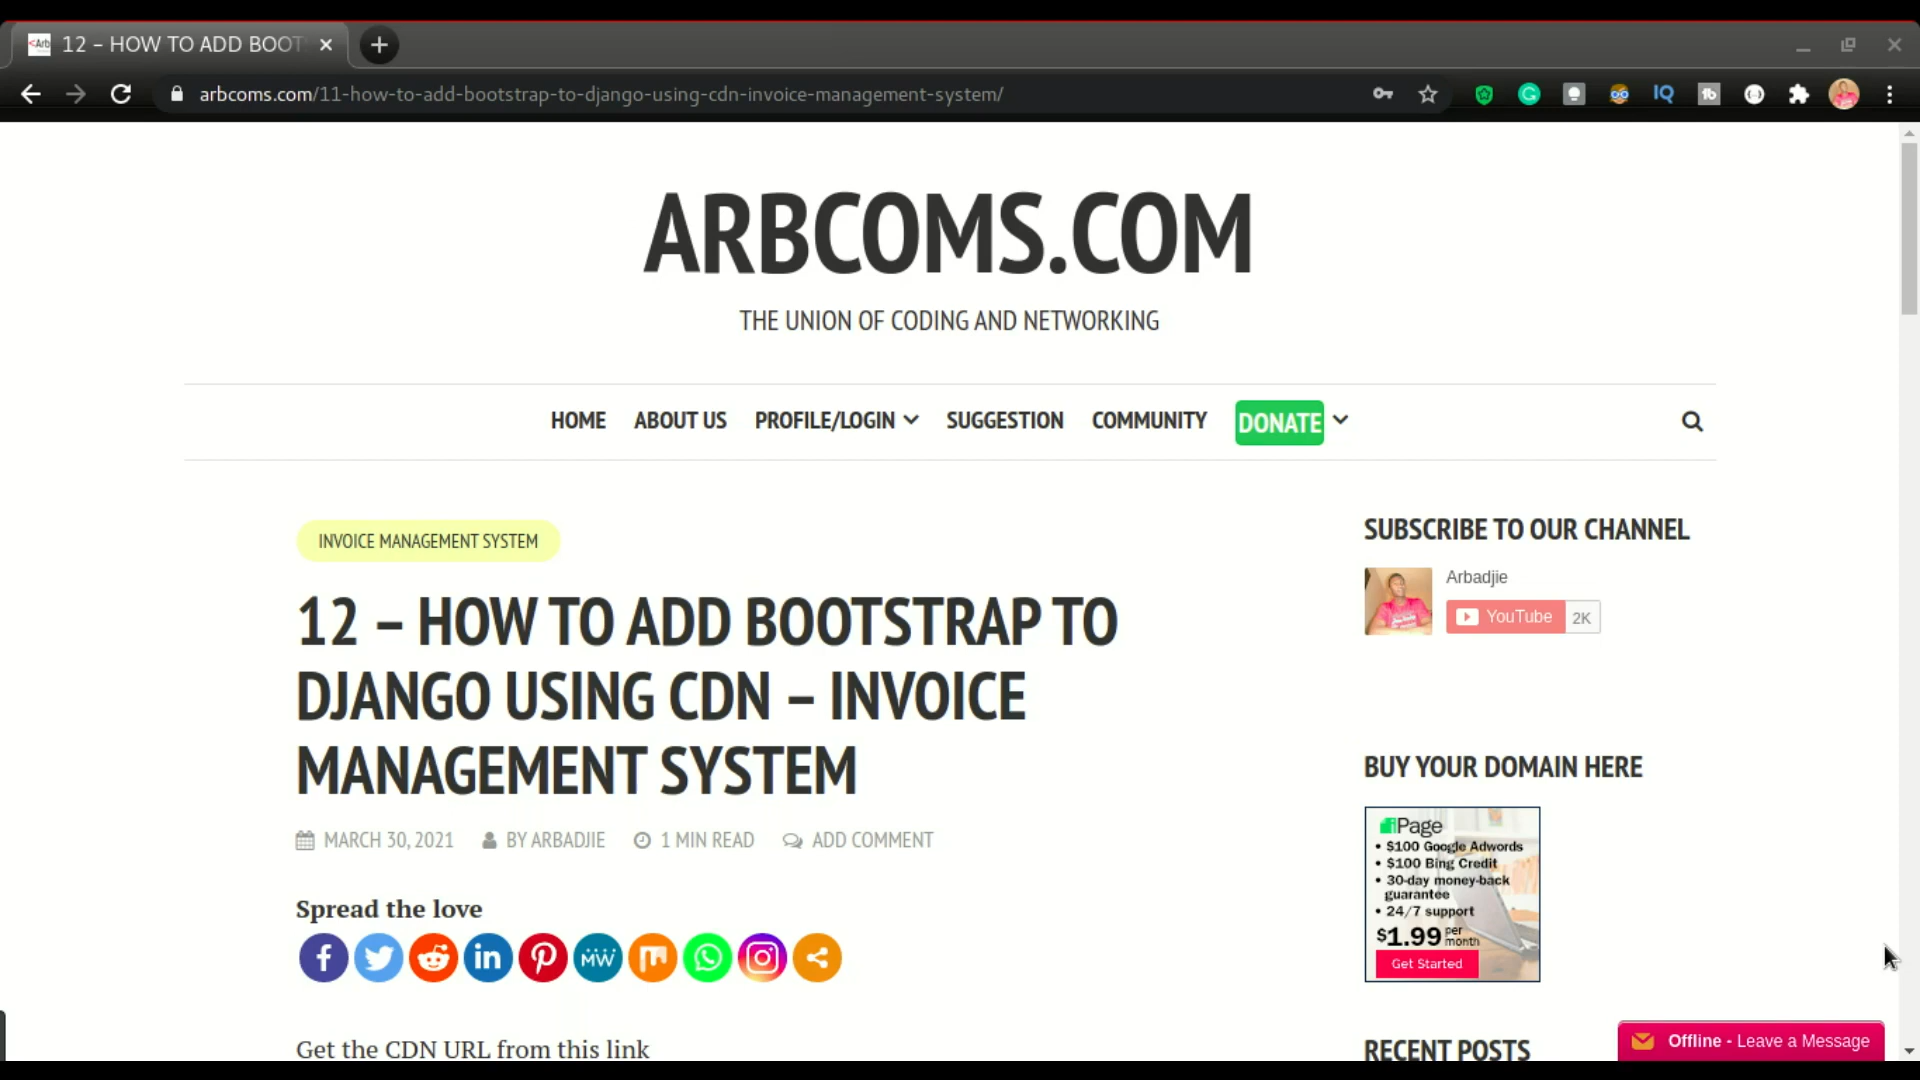 12 – HOW TO ADD BOOT
arbcoms.com/11-how-to-add-bootstrap-to-django-using-cdn-invoice-management-system/
ARBCOMS.COM
THE UNION OF CODING AND NETWORKING
HOME ABOUT US PROFILE/LOGIN SUGGESTION COMMUNITY DONATE
INVOICE MANAGEMENT SYSTEM
12 – HOW TO ADD BOOTSTRAP TO
DJANGO USING CDN – INVOICE
MANAGEMENT SYSTEM
MARCH 30, 2021 BY ARBADJIE 1 MIN READ ADD COMMENT
Spread the love
Get the CDN URL from this link
SUBSCRIBE TO OUR CHANNEL
Arbadjie
YouTube 2K
BUY YOUR DOMAIN HERE
iPage
• $100 Google Adwords
• $100 Bing Credit
• 30-day money-back
guarantee
• 24/7 support
$1.99 per month
Get Started
RECENT POSTS
Offline - Leave a Message